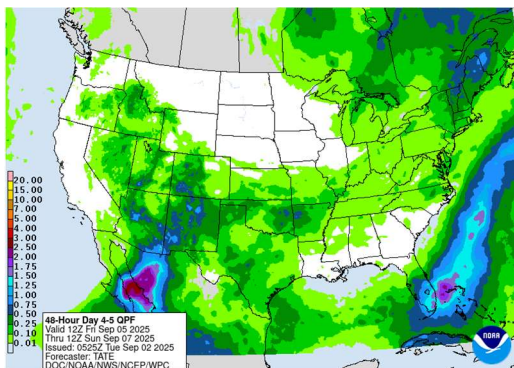 20.00
15.00
10.00
7.00
5.00
4.00
3.00
2.50
2.00
1.75
1.50
1.25
1.00
0.75
0.50
0.25
0.10
0.01
48-Hour Day 4-5 QPF
Valid 12Z Fri Sep 05 2025
Thru 12Z Sun Sep 07 2025
Issued: 0525Z Tue Sep 02 2025
Forecaster: TATE
DOC/NOAA/NWS/NCEP/WPC
NOAA